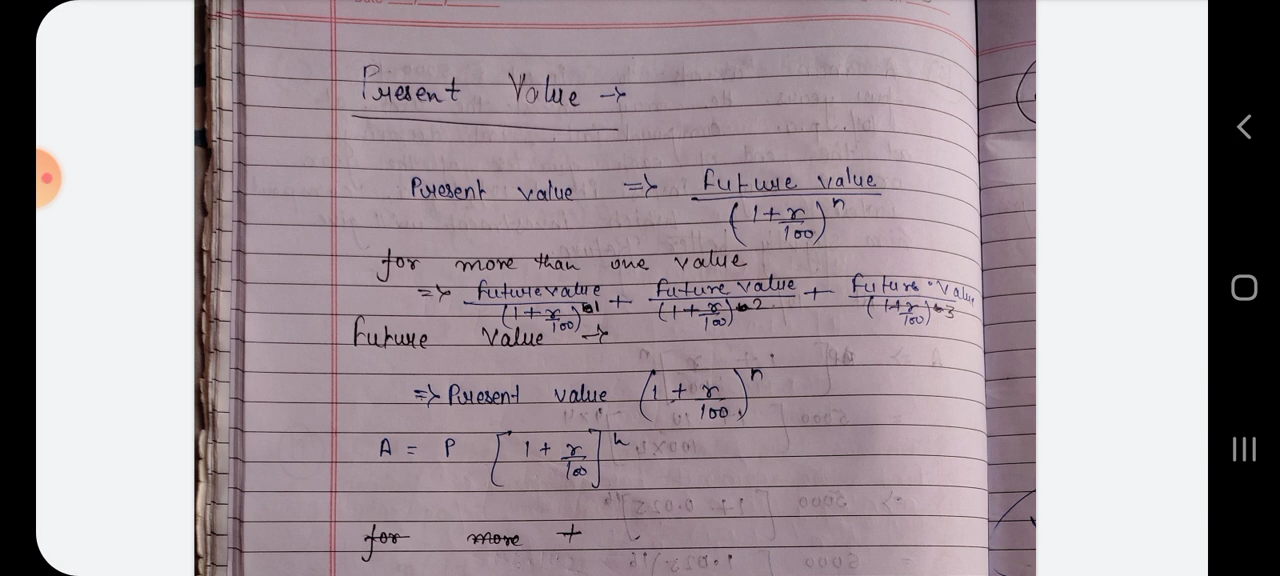 Present Value →
Present value => future value / (1 + r/100)^n
for more than one value
=> future value / (1 + r/100)^1 + future value / (1 + r/100)^2 + future value / (1 + r/100)^3
future value →
=> Present value (1 + r/100)^n
A = P [1 + r/100]^n
for more +